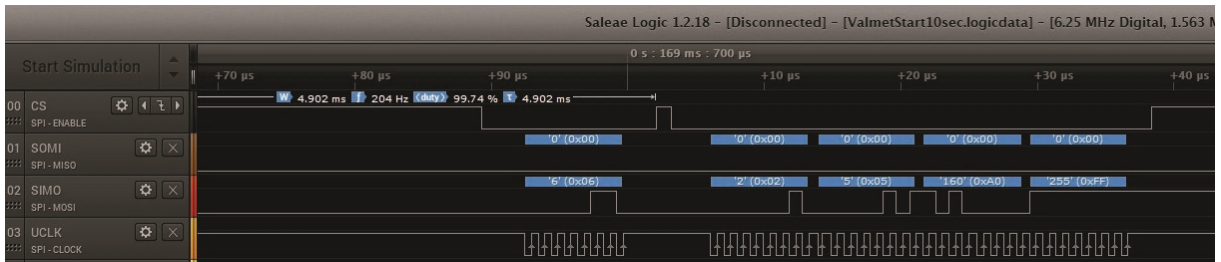 Saleae Logic 1.2.18 - [Disconnected] - [ValmetStart10sec.logicdata] - [6.25 MHz Digital, 1.563 M
Start Simulation
0 s : 169 ms : 700 µs
+70 µs +80 µs +90 µs +10 µs +20 µs +30 µs +40 µs
W 4.902 ms f 204 Hz duty 99.74 % T 4.902 ms
00 CS
SPI - ENABLE
01 SOMI
'0' (0x00) '0' (0x00) '0' (0x00) '0' (0x00) '0' (0x00)
SPI - MISO
02 SIMO
'6' (0x06) '2' (0x02) '5' (0x05) '160' (0xA0) '255' (0xFF)
SPI - MOSI
03 UCLK
SPI - CLOCK